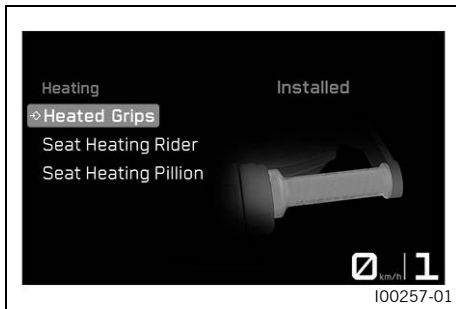 Heating
Installed
Heated Grips
Seat Heating Rider
Seat Heating Pillion
0 km/h 1
I00257-01